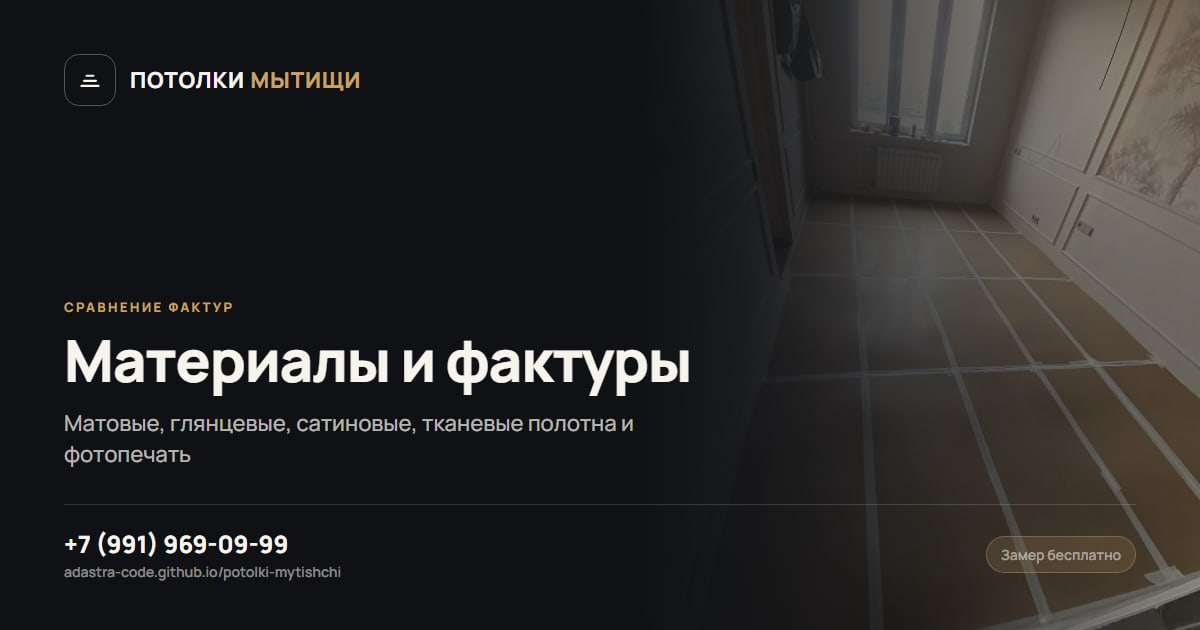 ПОТОЛКИ МЫТИЩИ
СРАВНЕНИЕ ФАКТУР
Материалы и фактуры
Матовые, глянцевые, сатиновые, тканевые полотна и
фотопечать
+7 (991) 969-09-99
adastra-code.github.io/potolki-mytishchi
Замер бесплатно